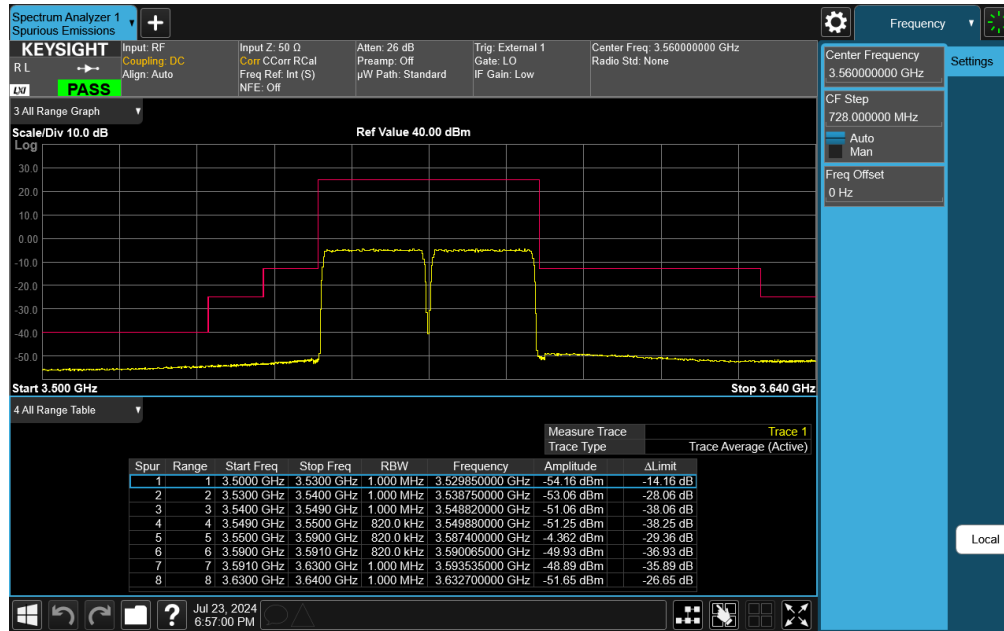 Spectrum Analyzer 1
Spurious Emissions
Frequency
KEYSIGHT
R L
LXI
PASS
Input: RF
Coupling: DC
Align: Auto
Input Z: 50 Ω
Corr CCorr RCal
Freq Ref: Int (S)
NFE: Off
Atten: 26 dB
Preamp: Off
µW Path: Standard
Trig: External 1
Gate: LO
IF Gain: Low
Center Freq: 3.560000000 GHz
Radio Std: None
Center Frequency
3.560000000 GHz
Settings
CF Step
728.000000 MHz
Auto
Man
Freq Offset
0 Hz
3 All Range Graph
Scale/Div 10.0 dB
Ref Value 40.00 dBm
Log
30.0
20.0
10.0
0.00
-10.0
-20.0
-30.0
-40.0
-50.0
Start 3.500 GHz
Stop 3.640 GHz
4 All Range Table
Measure Trace Trace 1
Trace Type Trace Average (Active)
Spur Range Start Freq Stop Freq RBW Frequency Amplitude ΔLimit
1 1 3.5000 GHz 3.5300 GHz 1.000 MHz 3.529850000 GHz -54.16 dBm -14.16 dB
2 2 3.5300 GHz 3.5400 GHz 1.000 MHz 3.538750000 GHz -53.06 dBm -28.06 dB
3 3 3.5400 GHz 3.5490 GHz 1.000 MHz 3.548820000 GHz -51.06 dBm -38.06 dB
4 4 3.5490 GHz 3.5500 GHz 820.0 kHz 3.549880000 GHz -51.25 dBm -38.25 dB
5 5 3.5500 GHz 3.5900 GHz 820.0 kHz 3.587400000 GHz -4.362 dBm -29.36 dB
6 6 3.5900 GHz 3.5910 GHz 820.0 kHz 3.590065000 GHz -49.93 dBm -36.93 dB
7 7 3.5910 GHz 3.6300 GHz 1.000 MHz 3.593535000 GHz -48.89 dBm -35.89 dB
8 8 3.6300 GHz 3.6400 GHz 1.000 MHz 3.632700000 GHz -51.65 dBm -26.65 dB
Local
Jul 23, 2024
6:57:00 PM